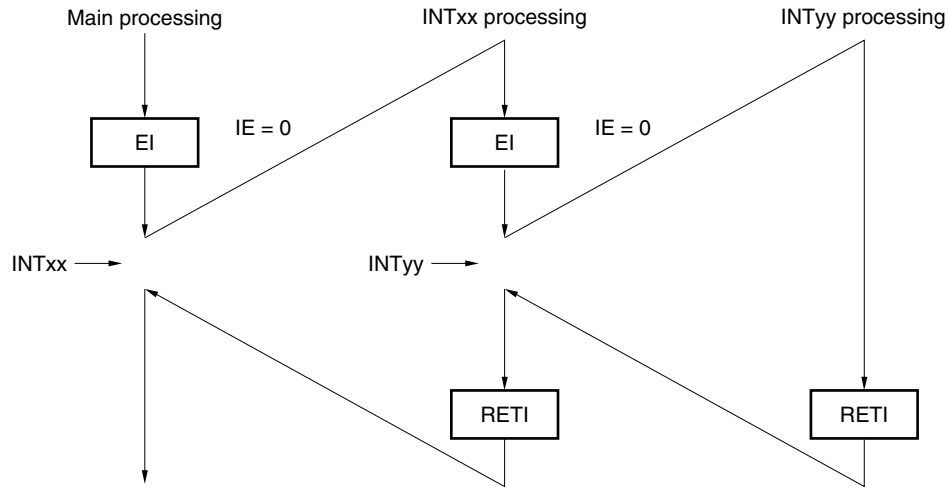 Main processing
INTxx processing
INTyy processing
EI
IE = 0
EI
IE = 0
INTxx
INTyy
RETI
RETI